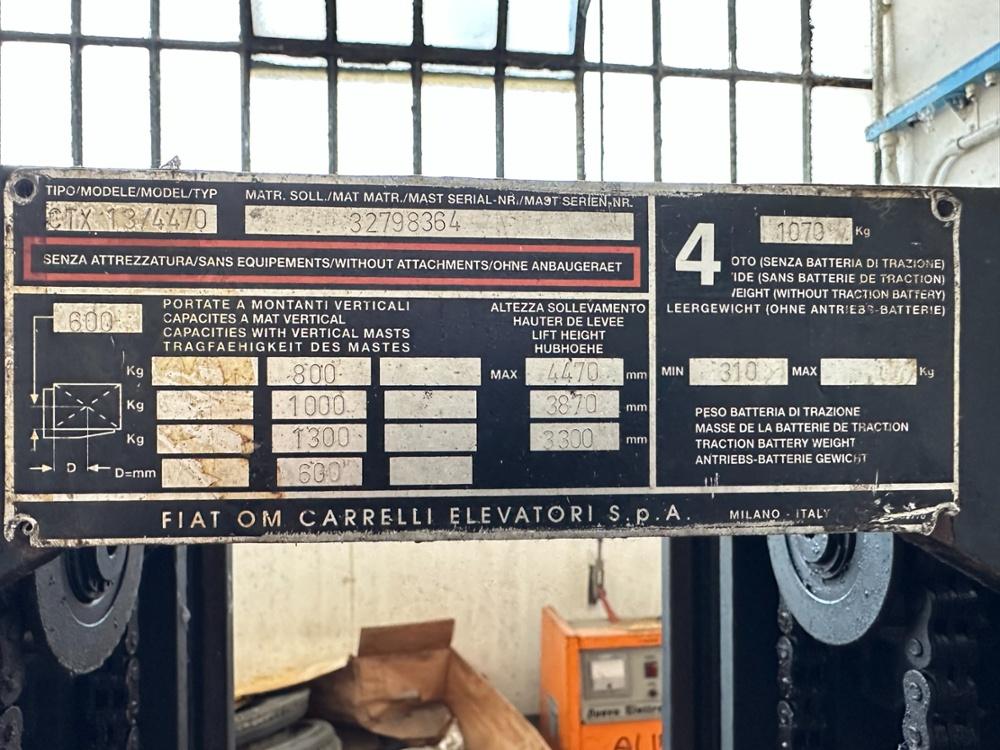 TIPO/MODELE/MODEL/TYP
CTX 13/4470
MATR. SOLL./MAT MATR./MAST SERIAL-NR./MAST SERIEN-NR.
32798364
SENZA ATTREZZATURA/SANS EQUIPEMENTS/WITHOUT ATTACHMENTS/OHNE ANBAUGERAET
600
PORTATE A MONTANTI VERTICALI
CAPACITES A MAT VERTICAL
CAPACITIES WITH VERTICAL MASTS
TRAGFAEHIGKEIT DES MASTES
ALTEZZA SOLLEVAMENTO
HAUTER DE LEVEE
LIFT HEIGHT
HUBHOEHE
Kg 800 MAX 4470 mm
Kg 1000 3870 mm
Kg 1300 3300 mm
D D=mm 600
4
1070 Kg
OTO (SENZA BATTERIA DI TRAZIONE)
IDE (SANS BATTERIE DE TRACTION)
EIGHT (WITHOUT TRACTION BATTERY)
LEERGEWICHT (OHNE ANTRIEBS-BATTERIE)
MIN 310 MAX Kg
PESO BATTERIA DI TRAZIONE
MASSE DE LA BATTERIE DE TRACTION
TRACTION BATTERY WEIGHT
ANTRIEBS-BATTERIE GEWICHT
FIAT OM CARRELLI ELEVATORI S.p.A. MILANO - ITALY